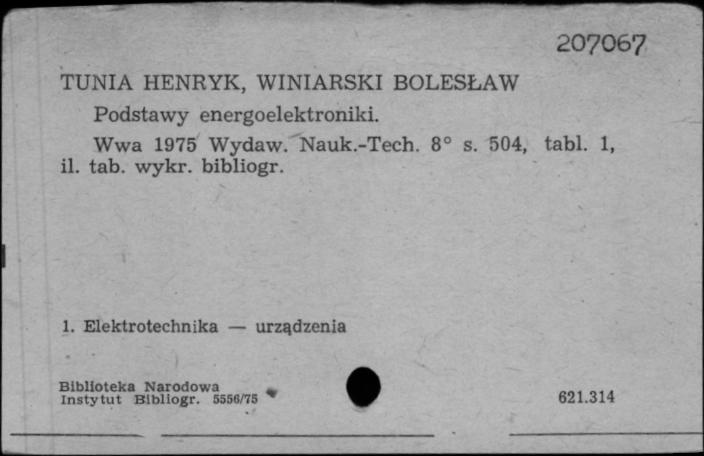 207067
TUNIA HENRYK, WINIARSKI BOLESŁAW
Podstawy energoelektroniki.
Wwa 1975 Wydaw. Nauk.-Tech. 8° s. 504, tabl. 1,
il. tab. wykr. bibliogr.
1. Elektrotechnika — urządzenia
Biblioteka Narodowa
Instytut Bibliogr. 5556/75
621.314